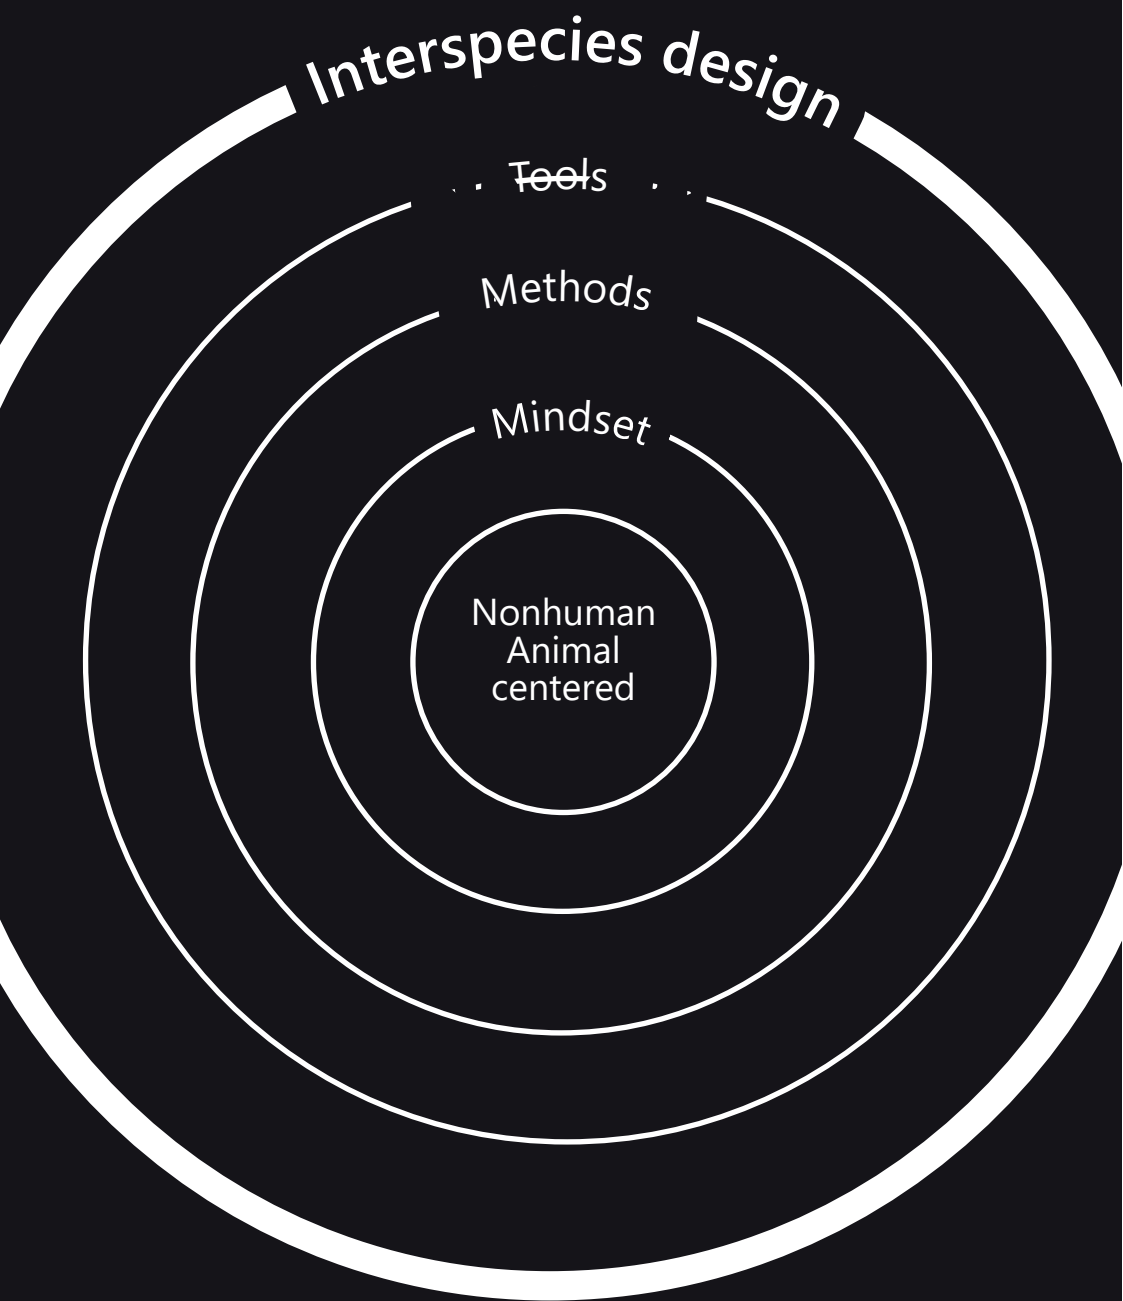 Interspecies design
Tools
Methods
Mindset
Nonhuman
Animal
centered